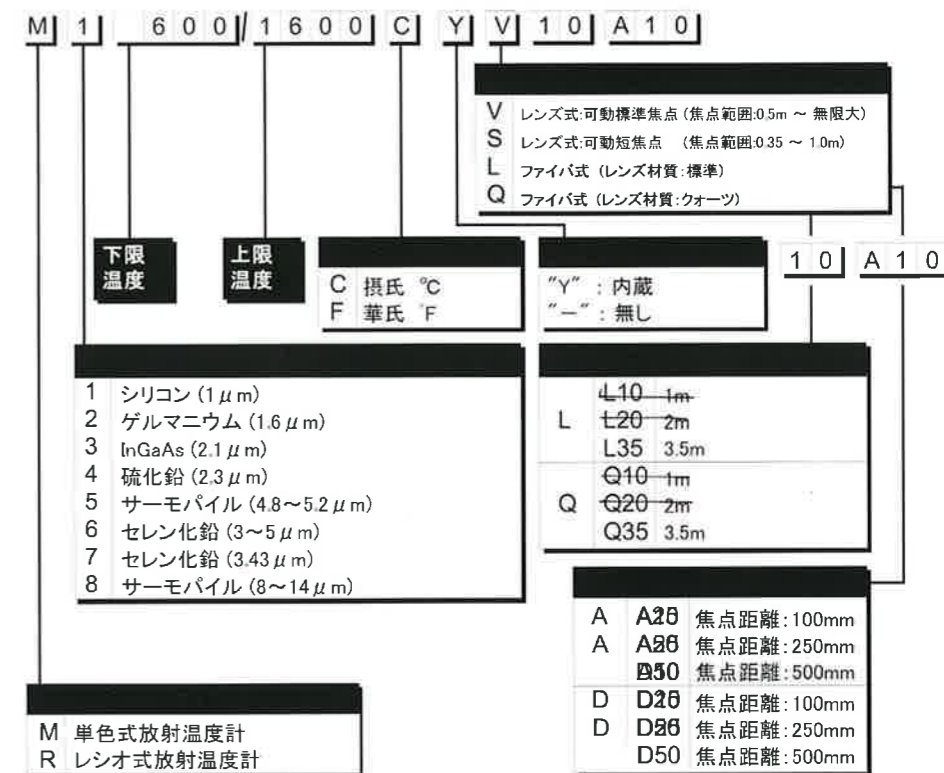 M 1 600/1600 C Y V 10 A10
V レンズ式:可動標準焦点 (焦点範囲:0.5m ～ 無限大)
S レンズ式:可動短焦点 (焦点範囲:0.35 ～ 1.0m)
L ファイバ式 (レンズ材質:標準)
Q ファイバ式 (レンズ材質:クォーツ)
下限
温度
上限
温度
C 摂氏 ℃
F 華氏 ℉
"Y" : 内蔵
"－" : 無し
10 A10
1 シリコン (1μm)
2 ゲルマニウム (1.6μm)
3 InGaAs (2.1μm)
4 硫化鉛 (2.3μm)
5 サーモパイル (4.8～5.2μm)
6 セレン化鉛 (3～5μm)
7 セレン化鉛 (3.43μm)
8 サーモパイル (8～14μm)
L10 1m
L L20 2m
L35 3.5m
Q10 1m
Q Q20 2m
Q35 3.5m
A 焦点距離:100mm
A 焦点距離:250mm
焦点距離:500mm
D 焦点距離:100mm
D 焦点距離:250mm
D50 焦点距離:500mm
M 単色式放射温度計
R レシオ式放射温度計